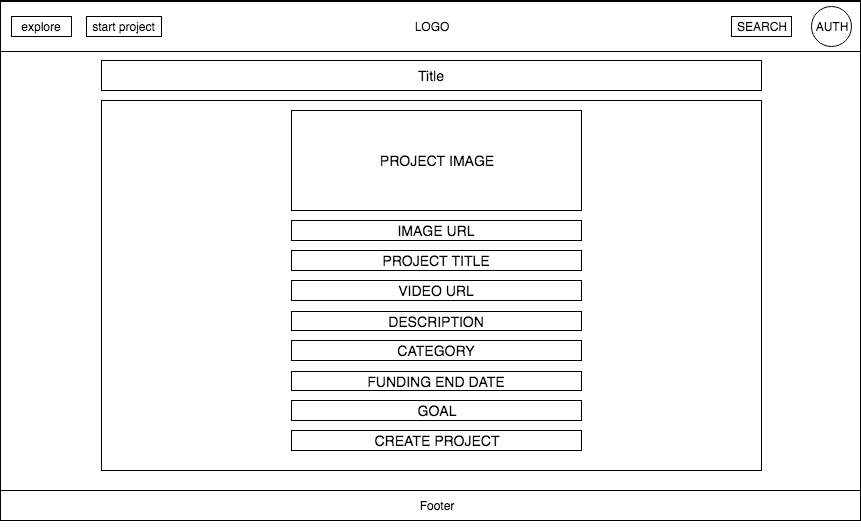 explore start project LOGO SEARCH AUTH
Title
PROJECT IMAGE
IMAGE URL
PROJECT TITLE
VIDEO URL
DESCRIPTION
CATEGORY
FUNDING END DATE
GOAL
CREATE PROJECT
Footer